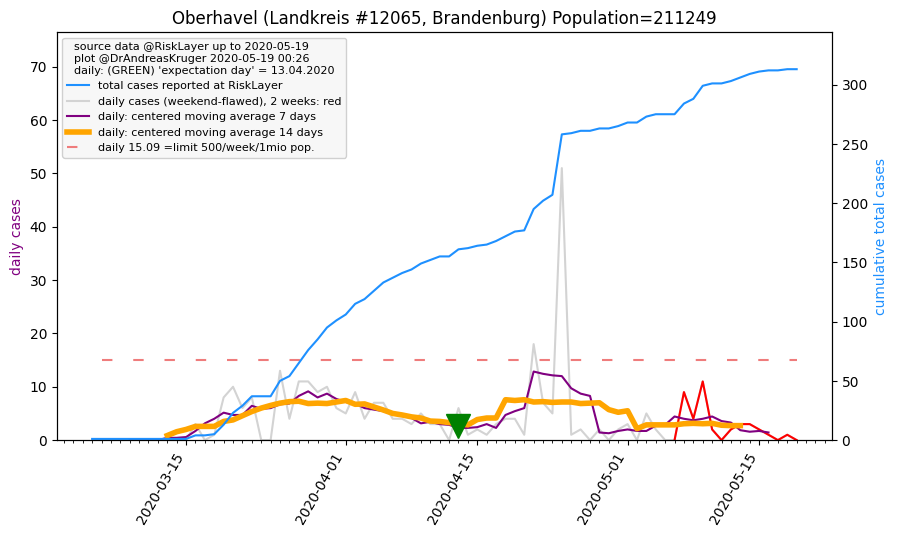 Oberhavel (Landkreis #12065, Brandenburg) Population=211249
source data @RiskLayer up to 2020-05-19
plot @DrAndreasKruger 2020-05-19 00:26
daily: (GREEN) 'expectation day' = 13.04.2020
total cases reported at RiskLayer
daily cases (weekend-flawed), 2 weeks: red
daily: centered moving average 7 days
daily: centered moving average 14 days
daily 15.09 =limit 500/week/1mio pop.
daily cases
70
60
50
40
30
20
10
0
cumulative total cases
300
250
200
150
100
50
0
2020-03-15
2020-04-01
2020-04-15
2020-05-01
2020-05-15